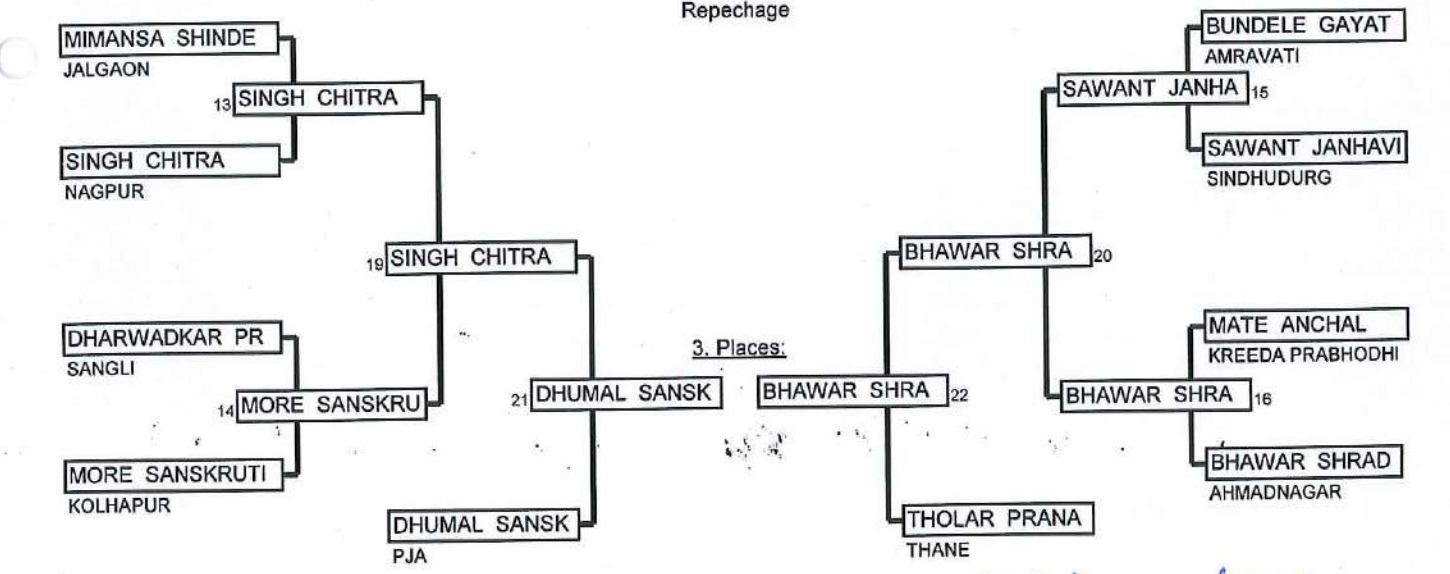 Repechage
MIMANSA SHINDE
JALGAON
13 SINGH CHITRA
SINGH CHITRA
NAGPUR
19 SINGH CHITRA
DHARWADKAR PR
SANGLI
14 MORE SANSKRU
MORE SANSKRUTI
KOLHAPUR
21 DHUMAL SANSK
DHUMAL SANSK
PJA
3. Places:
BHAWAR SHRA 22
BUNDELE GAYAT
AMRAVATI
SAWANT JANHA 15
SAWANT JANHAVI
SINDHUDURG
BHAWAR SHRA 20
MATE ANCHAL
KREEDA PRABHODHI
BHAWAR SHRA 16
BHAWAR SHRAD
AHMADNAGAR
THOLAR PRANA
THANE